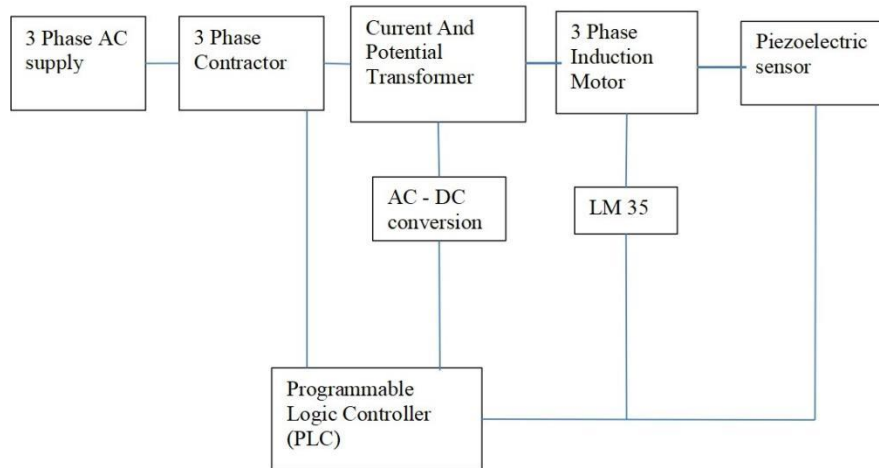 3 Phase AC
supply
3 Phase
Contractor
Current And
Potential
Transformer
3 Phase
Induction
Motor
Piezoelectric
sensor
AC - DC
conversion
LM 35
Programmable
Logic Controller
(PLC)